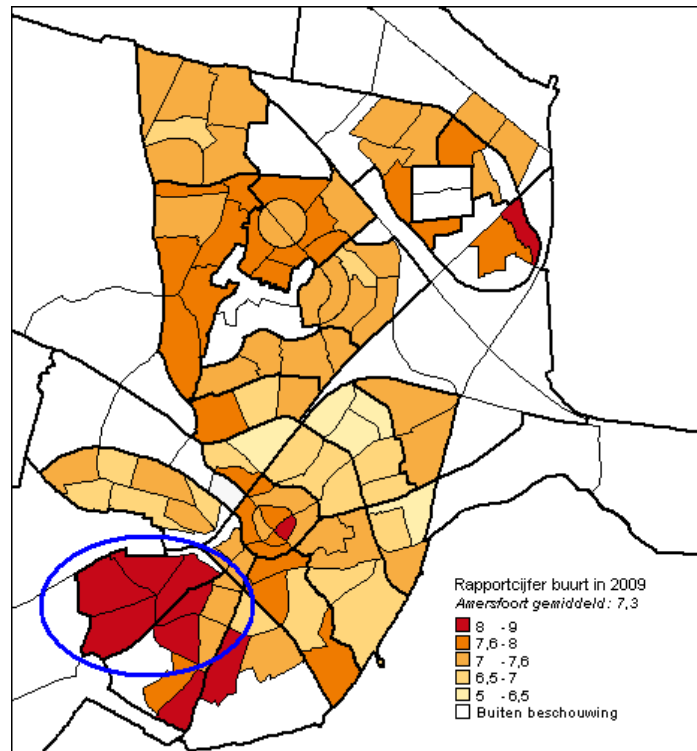 Rapportcijfer buurt in 2009
Amersfoort gemiddeld: 7,3
8 - 9
7,6 - 8
7 - 7,6
6,5 - 7
5 - 6,5
Buiten beschouwing